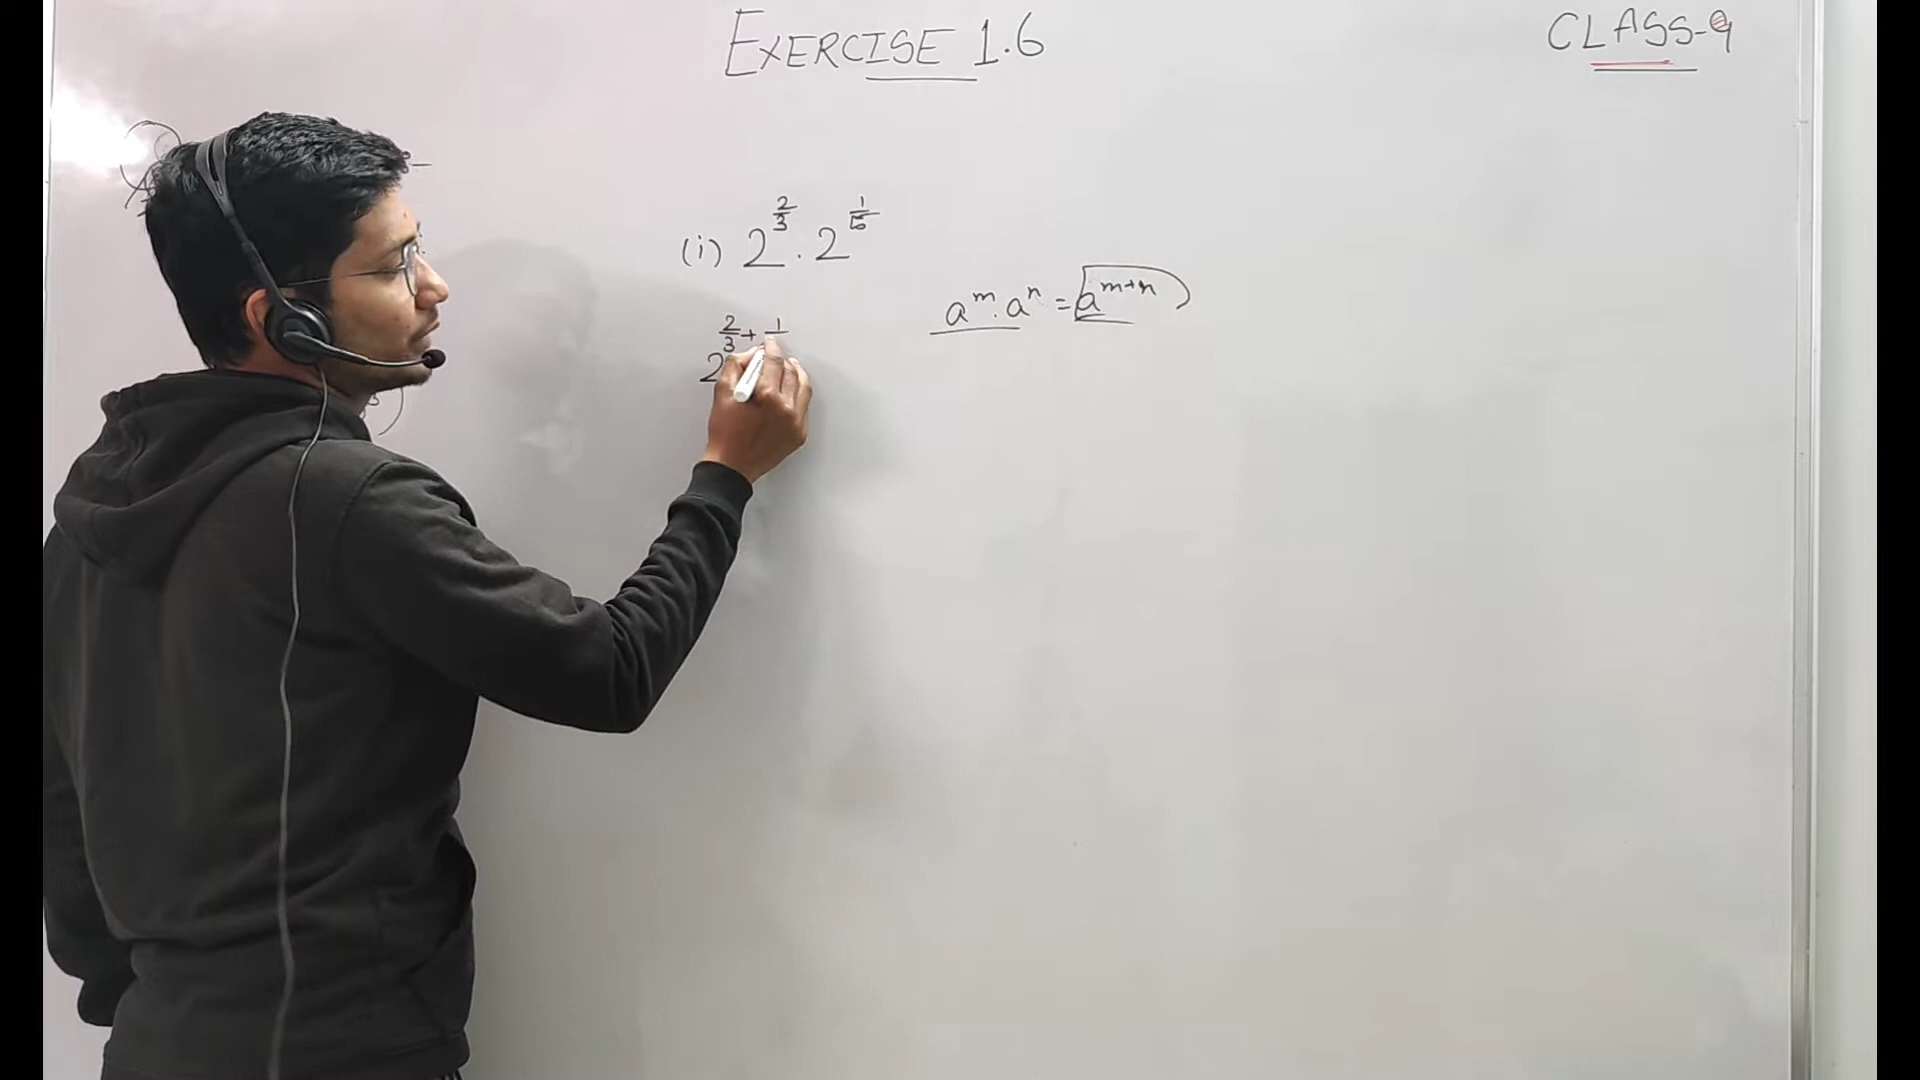 EXERCISE 1.6
CLASS-9
(i) 2^(2/3) . 2^(1/5)
a^m . a^n = a^(m+n)
2^(2/3 + 1/